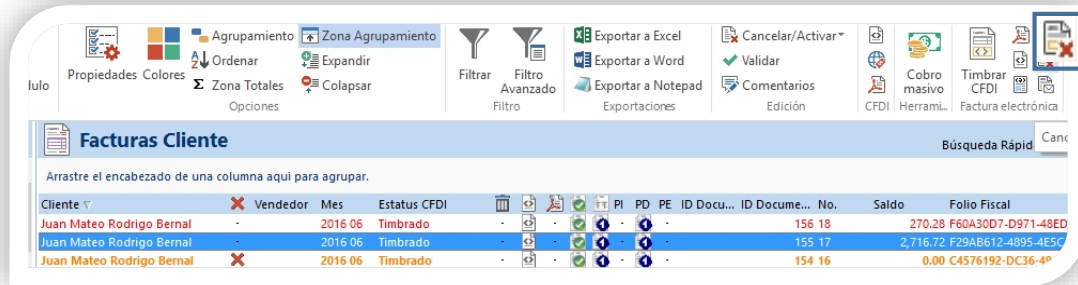 Agrupamiento Zona Agrupamiento Exportar a Excel Cancelar/Activar
Ordenar Expandir Exportar a Word Validar
Propiedades Colores Σ Zona Totales Colapsar Filtrar Filtro Avanzado Exportar a Notepad Comentarios Cobro masivo Timbrar CFDI
Opciones Filtro Exportaciones Edición CFDI Herrami... Factura electrónica
Facturas Cliente Búsqueda Rápid
Arrastre el encabezado de una columna aqui para agrupar.
Cliente Vendedor Mes Estatus CFDI PI PD PE ID Docu... ID Docume... No. Saldo Folio Fiscal
Juan Mateo Rodrigo Bernal 2016 06 Timbrado 156 18 270.28 F60A30D7-D971-48ED
Juan Mateo Rodrigo Bernal 2016 06 Timbrado 155 17 2,716.72 F29AB612-4895-4E5C
Juan Mateo Rodrigo Bernal 2016 06 Timbrado 154 16 0.00 C4576192-DC36-